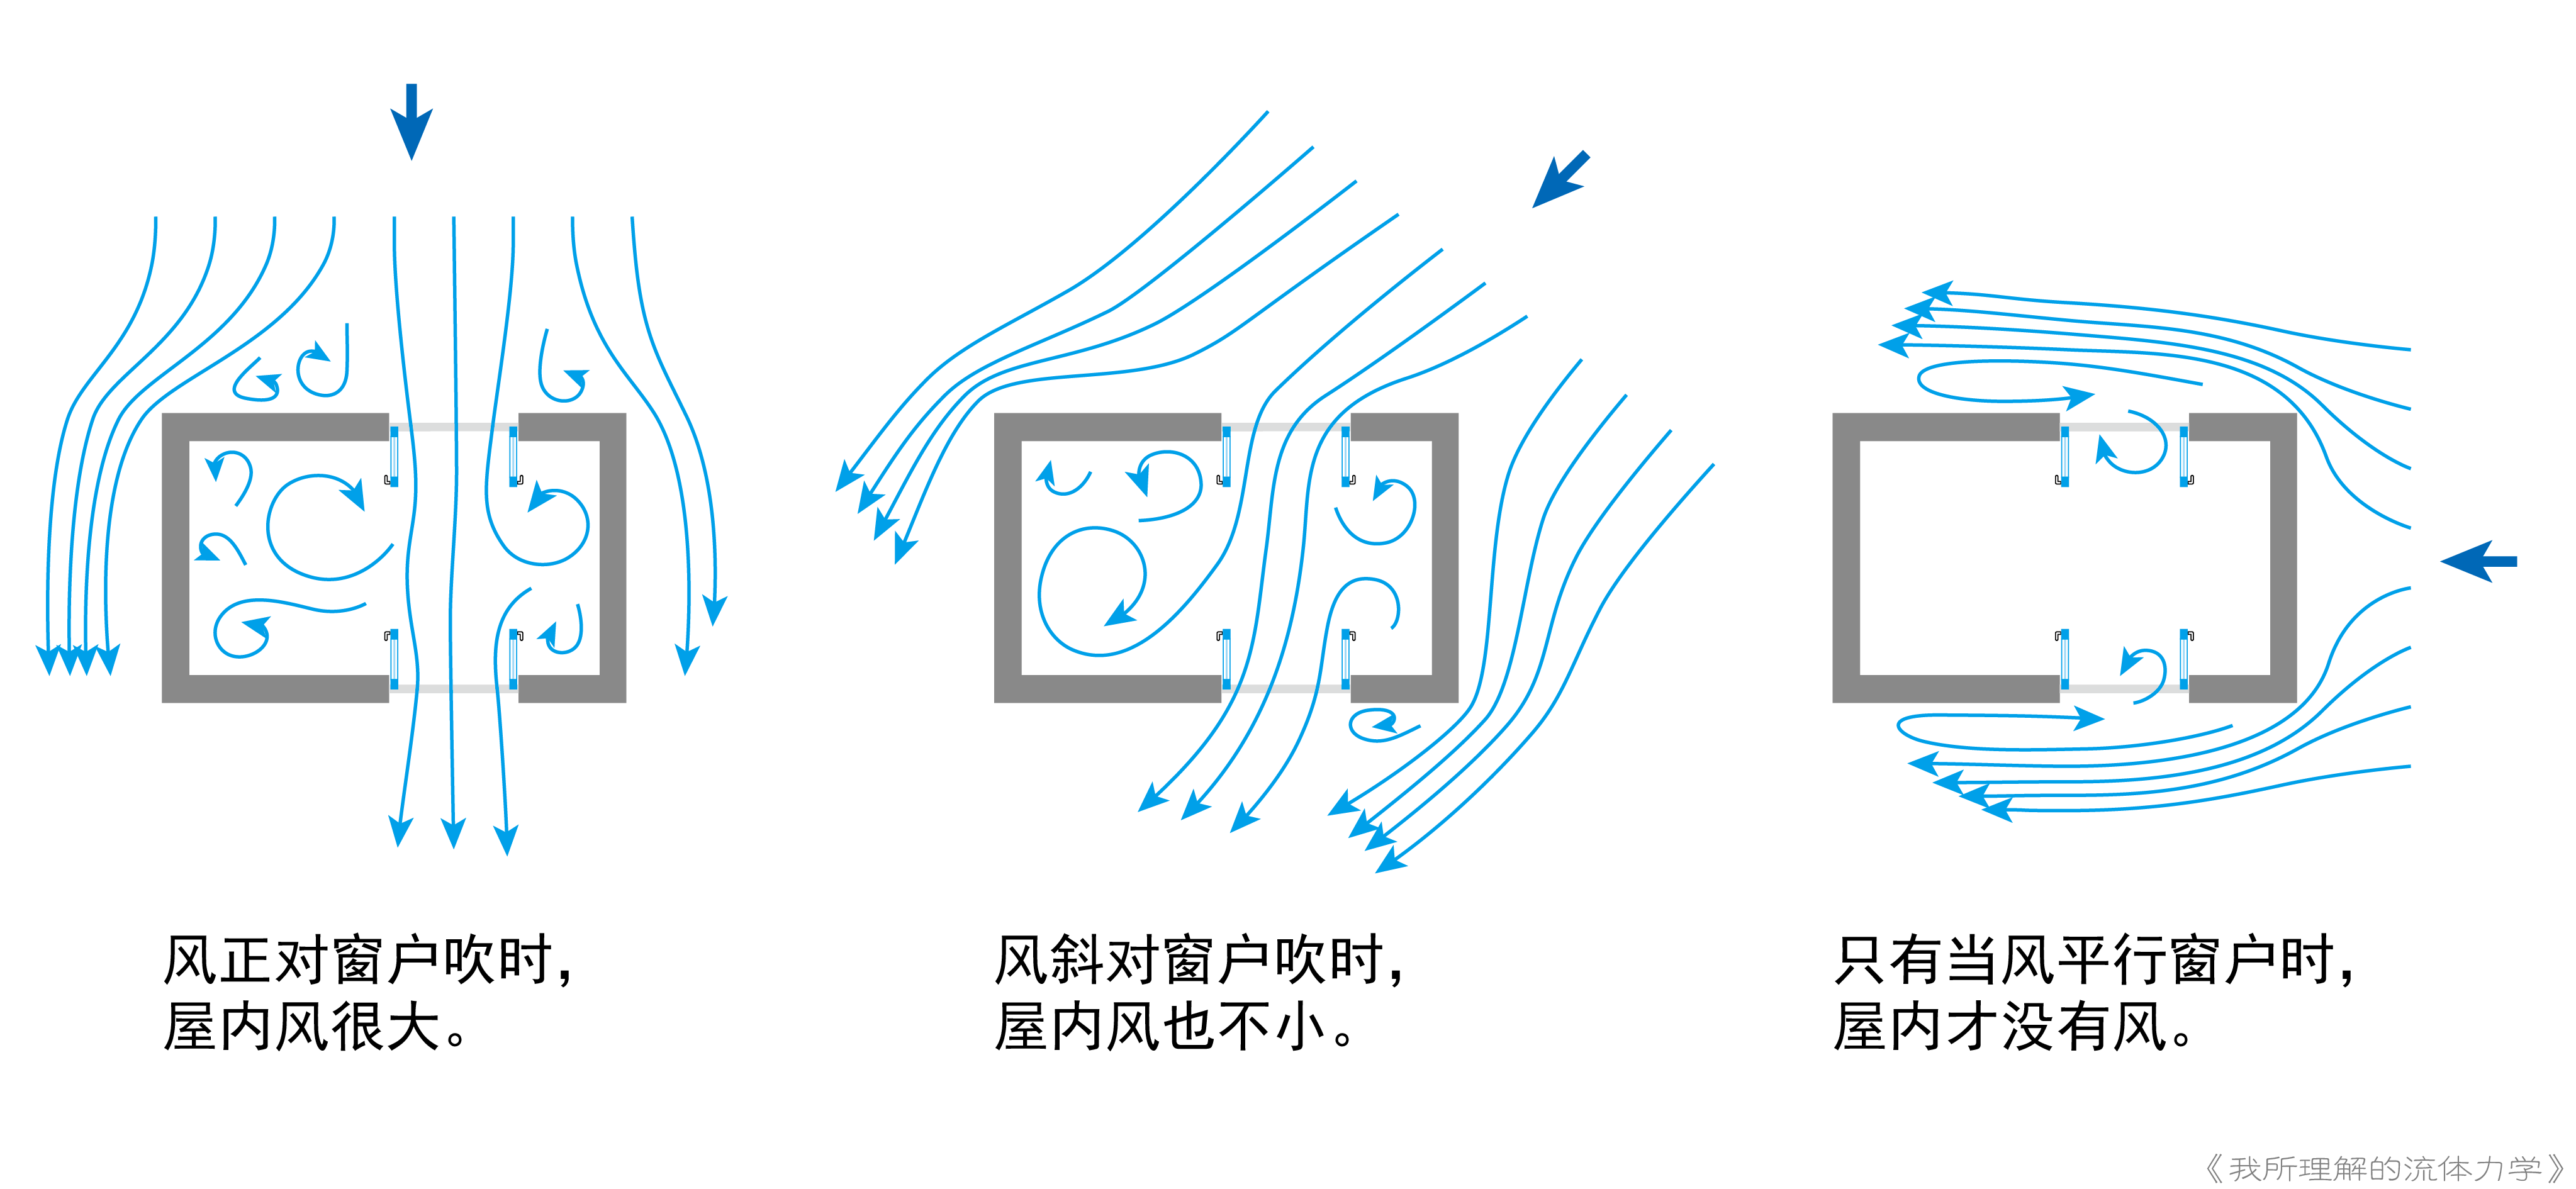 风正对窗户吹时，
屋内风很大。
风斜对窗户吹时，
屋内风也不小。
只有当风平行窗户时，
屋内才没有风。
《我所理解的流体力学》